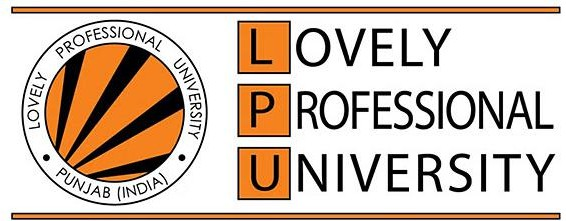 LOVELY PROFESSIONAL UNIVERSITY
• PUNJAB (INDIA) •
LOVELY
PROFESSIONAL
UNIVERSITY